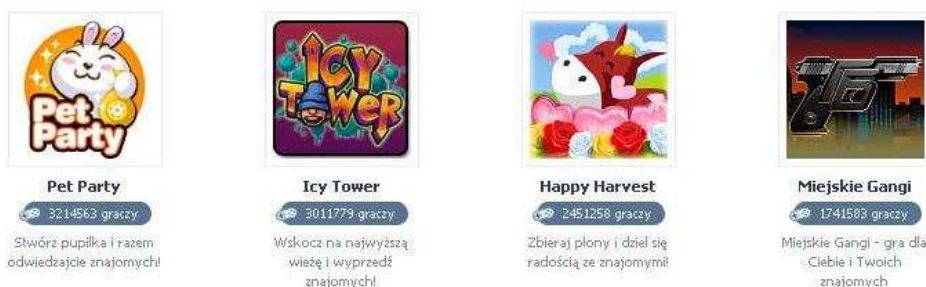 Pet Party
ICY TOWER
Pet Party
3214563 graczy
Stwórz pupilka i razem
odwiedzajcie znajomych!
Icy Tower
3011779 graczy
Wskocz na najwyższą
wieżę i wyprzedź
znajomych!
Happy Harvest
2451258 graczy
Zbieraj plony i dziel się
radością ze znajomymi!
Miejskie Gangi
1741583 graczy
Miejskie Gangi - gra dla
Ciebie i Twoich
znajomych